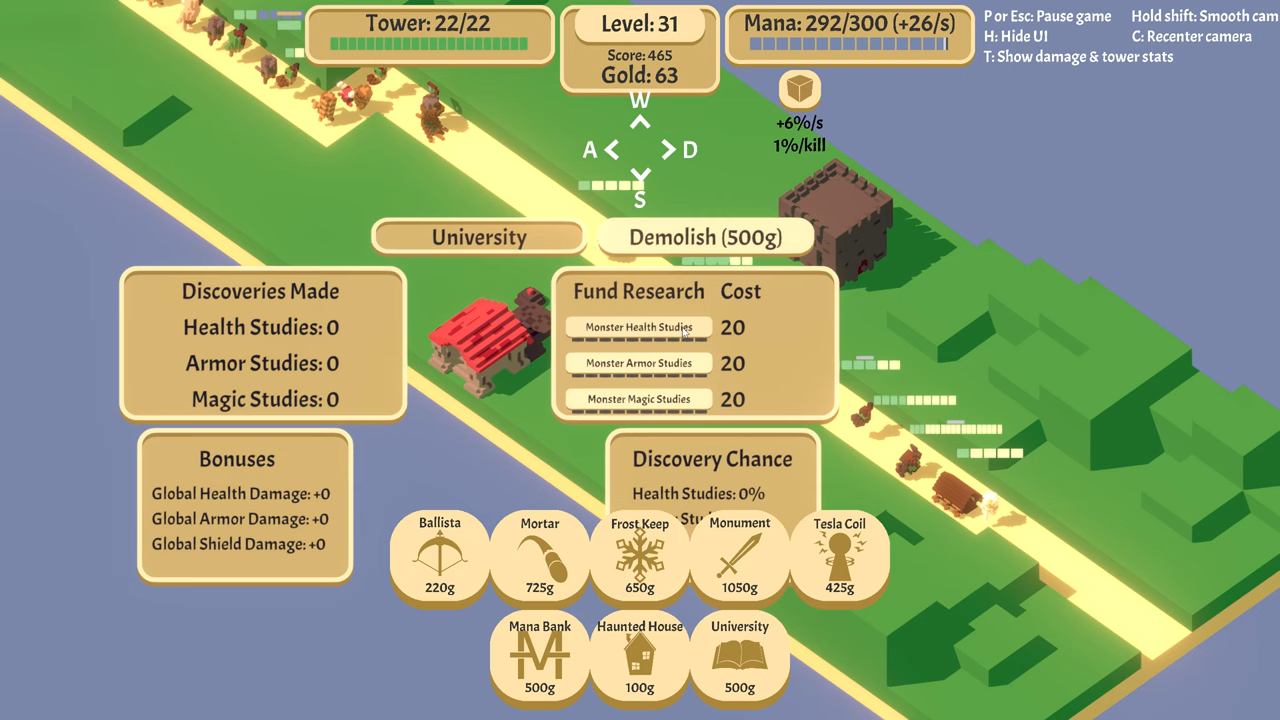 Tower: 22/22
Level: 31
Score: 465
Gold: 63
Mana: 292/300 (+26/s)
P or Esc: Pause game
Hold shift: Smooth cam
H: Hide UI
C: Recenter camera
T: Show damage & tower stats
+6%/s
1%/kill
W
A
D
S
University
Demolish (500g)
Discoveries Made
Health Studies: 0
Armor Studies: 0
Magic Studies: 0
Fund Research
Cost
Monster Health Studies
20
Monster Armor Studies
20
Monster Magic Studies
20
Bonuses
Global Health Damage: +0
Global Armor Damage: +0
Global Shield Damage: +0
Discovery Chance
Health Studies: 0%
Ballista
220g
Mortar
725g
Frost Keep
650g
Monument
1050g
Tesla Coil
425g
Mana Bank
500g
Haunted House
100g
University
500g